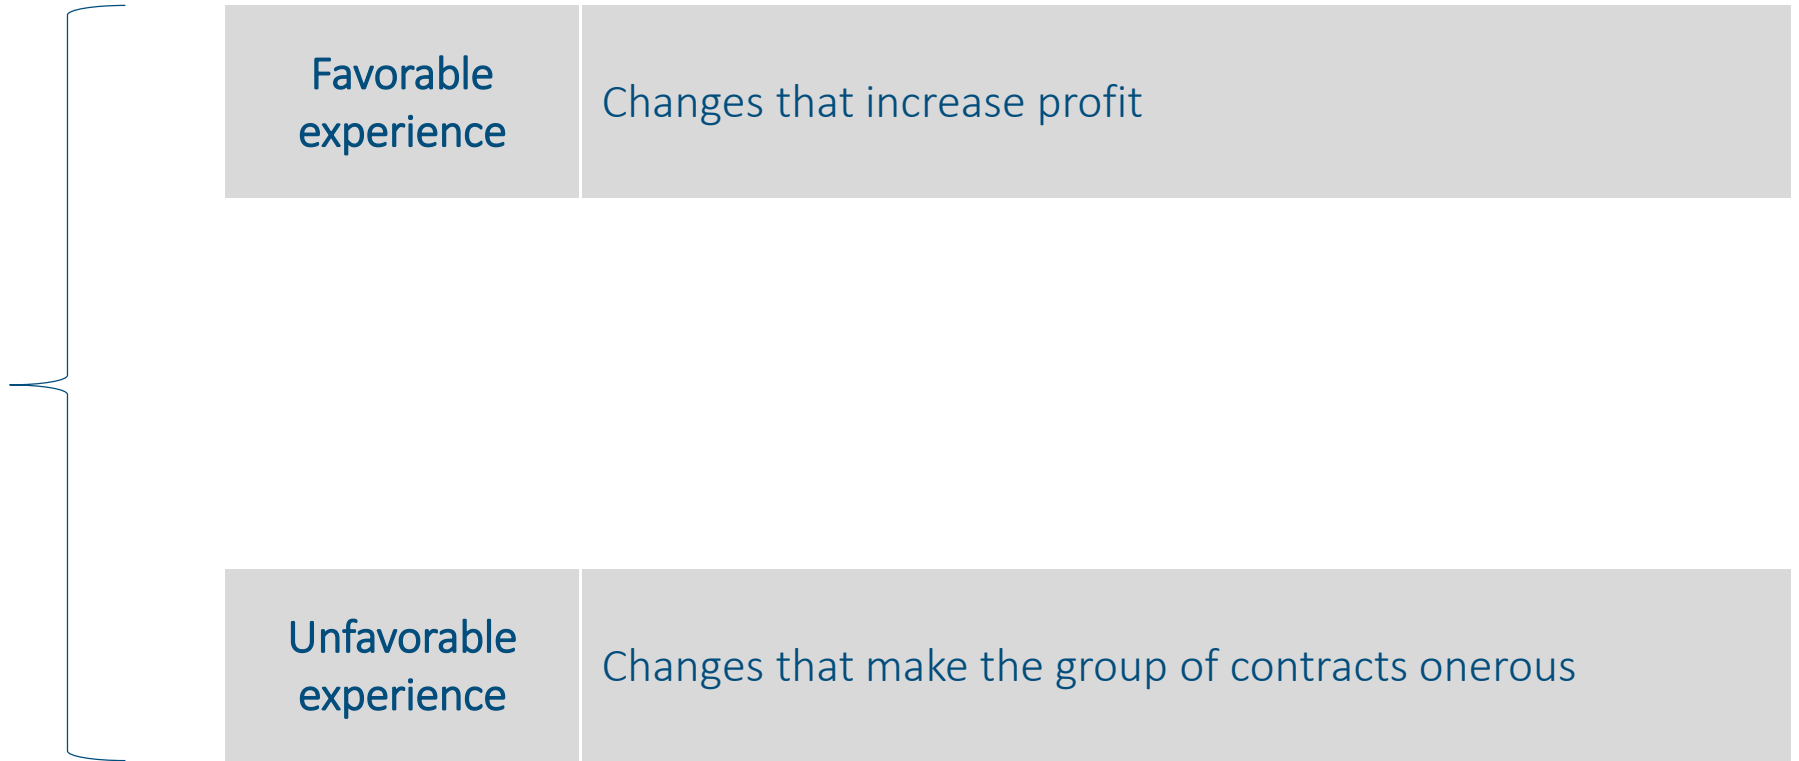 Favorable
experience
Changes that increase profit
Unfavorable
experience
Changes that make the group of contracts onerous